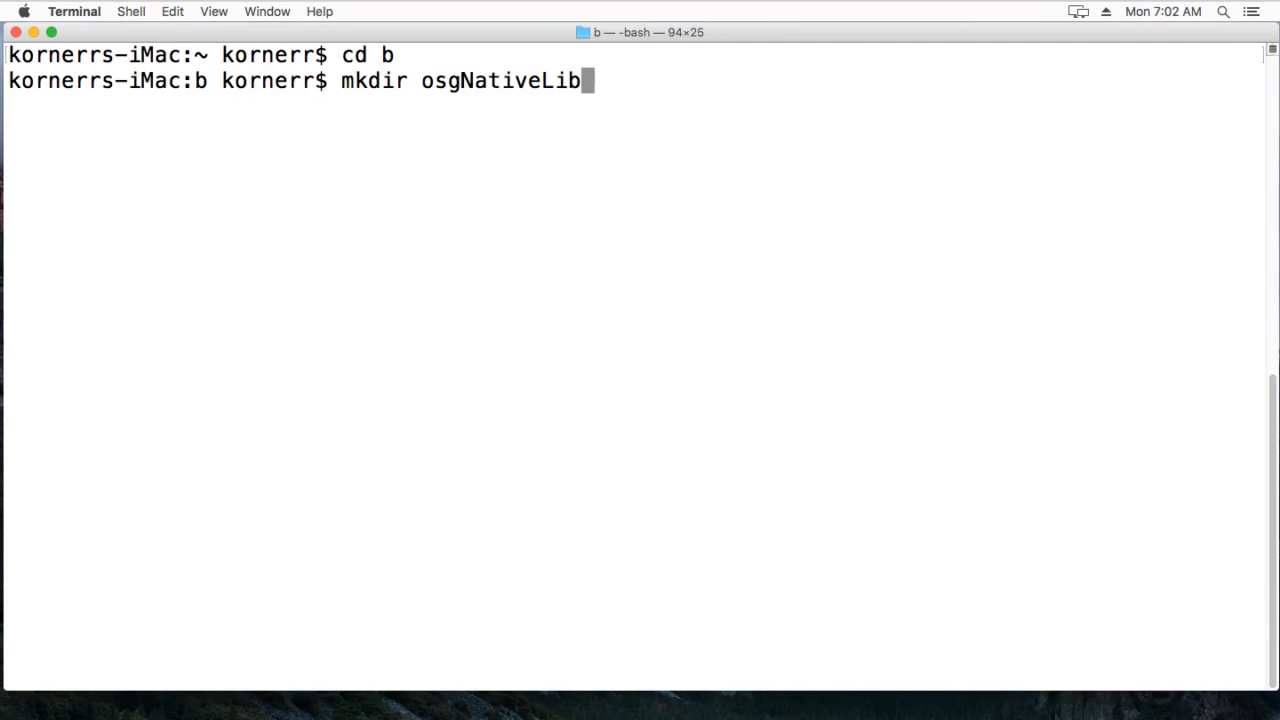 Terminal Shell Edit View Window Help Mon 7:02 AM
b — -bash — 94×25
kornerrs-iMac:~ kornerr$ cd b
kornerrs-iMac:b kornerr$ mkdir osgNativeLib